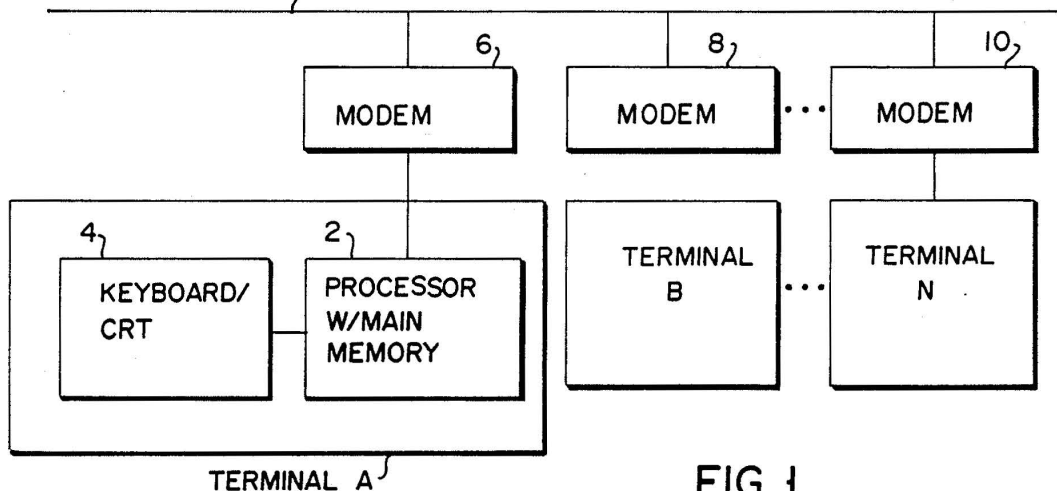 6
8
10
MODEM
MODEM
...
MODEM
4
2
KEYBOARD/
CRT
PROCESSOR
W/MAIN
MEMORY
TERMINAL
B
...
TERMINAL
N
TERMINAL A
FIG. 1